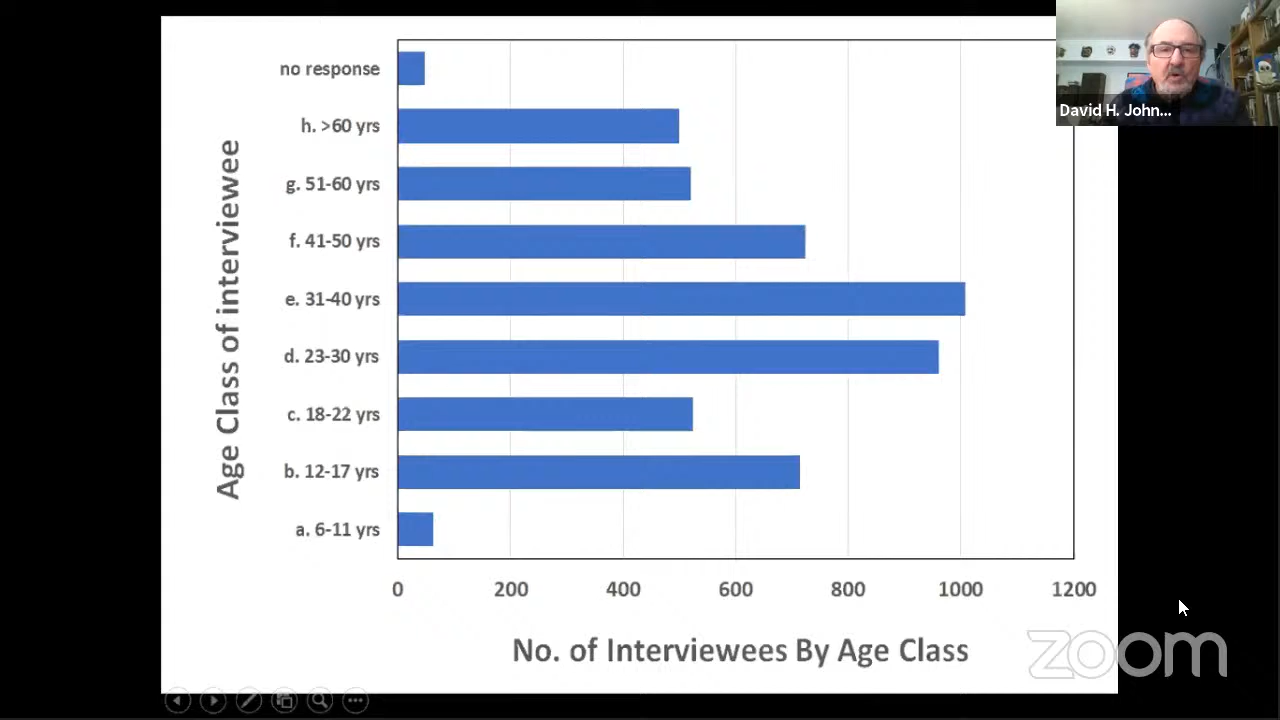 David H. John...
no response
h. >60 yrs
g. 51-60 yrs
f. 41-50 yrs
e. 31-40 yrs
d. 23-30 yrs
c. 18-22 yrs
b. 12-17 yrs
a. 6-11 yrs
Age Class of interviewee
0 200 400 600 800 1000 1200
No. of Interviewees By Age Class
zoom